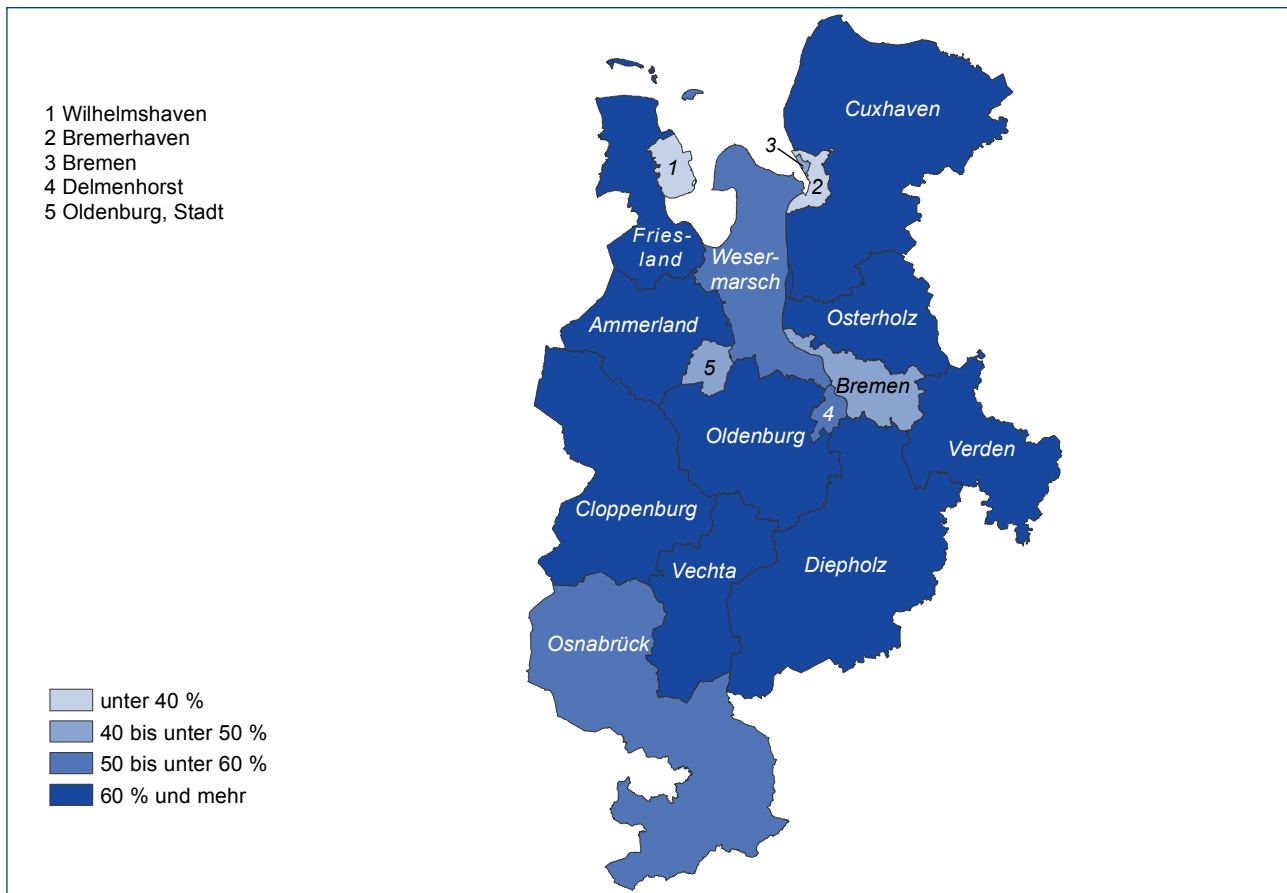 1 Wilhelmshaven
2 Bremerhaven
3 Bremen
4 Delmenhorst
5 Oldenburg, Stadt
Cuxhaven
3
1
2
Fries-
land
Weser-
marsch
Osterholz
Ammerland
5
Bremen
4
Oldenburg
Verden
Cloppenburg
Vechta
Diepholz
Osnabrück
unter 40 %
40 bis unter 50 %
50 bis unter 60 %
60 % und mehr